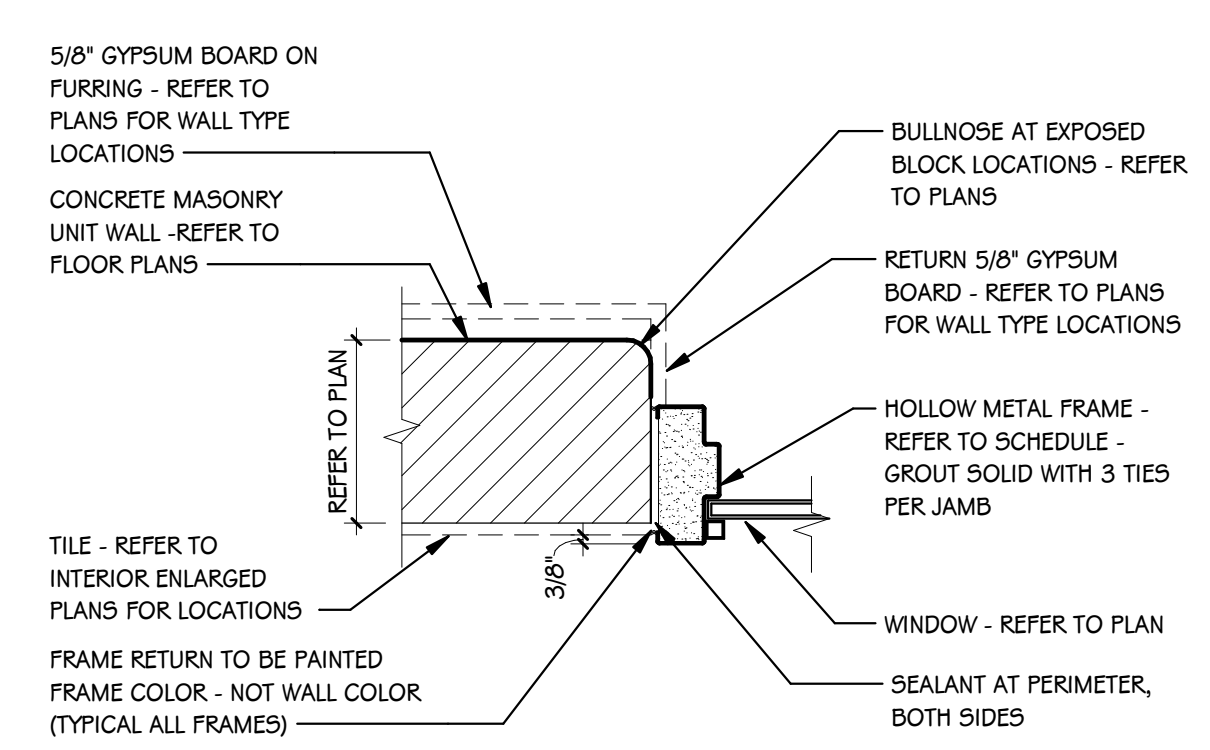 5/8" GYPSUM BOARD ON
FURRING - REFER TO
PLANS FOR WALL TYPE
LOCATIONS
CONCRETE MASONRY
UNIT WALL -REFER TO
FLOOR PLANS
REFER TO PLAN
TILE - REFER TO
INTERIOR ENLARGED
PLANS FOR LOCATIONS
FRAME RETURN TO BE PAINTED
FRAME COLOR - NOT WALL COLOR
(TYPICAL ALL FRAMES)
3/8"
BULLNOSE AT EXPOSED
BLOCK LOCATIONS - REFER
TO PLANS
RETURN 5/8" GYPSUM
BOARD - REFER TO PLANS
FOR WALL TYPE LOCATIONS
HOLLOW METAL FRAME -
REFER TO SCHEDULE -
GROUT SOLID WITH 3 TIES
PER JAMB
WINDOW - REFER TO PLAN
SEALANT AT PERIMETER,
BOTH SIDES